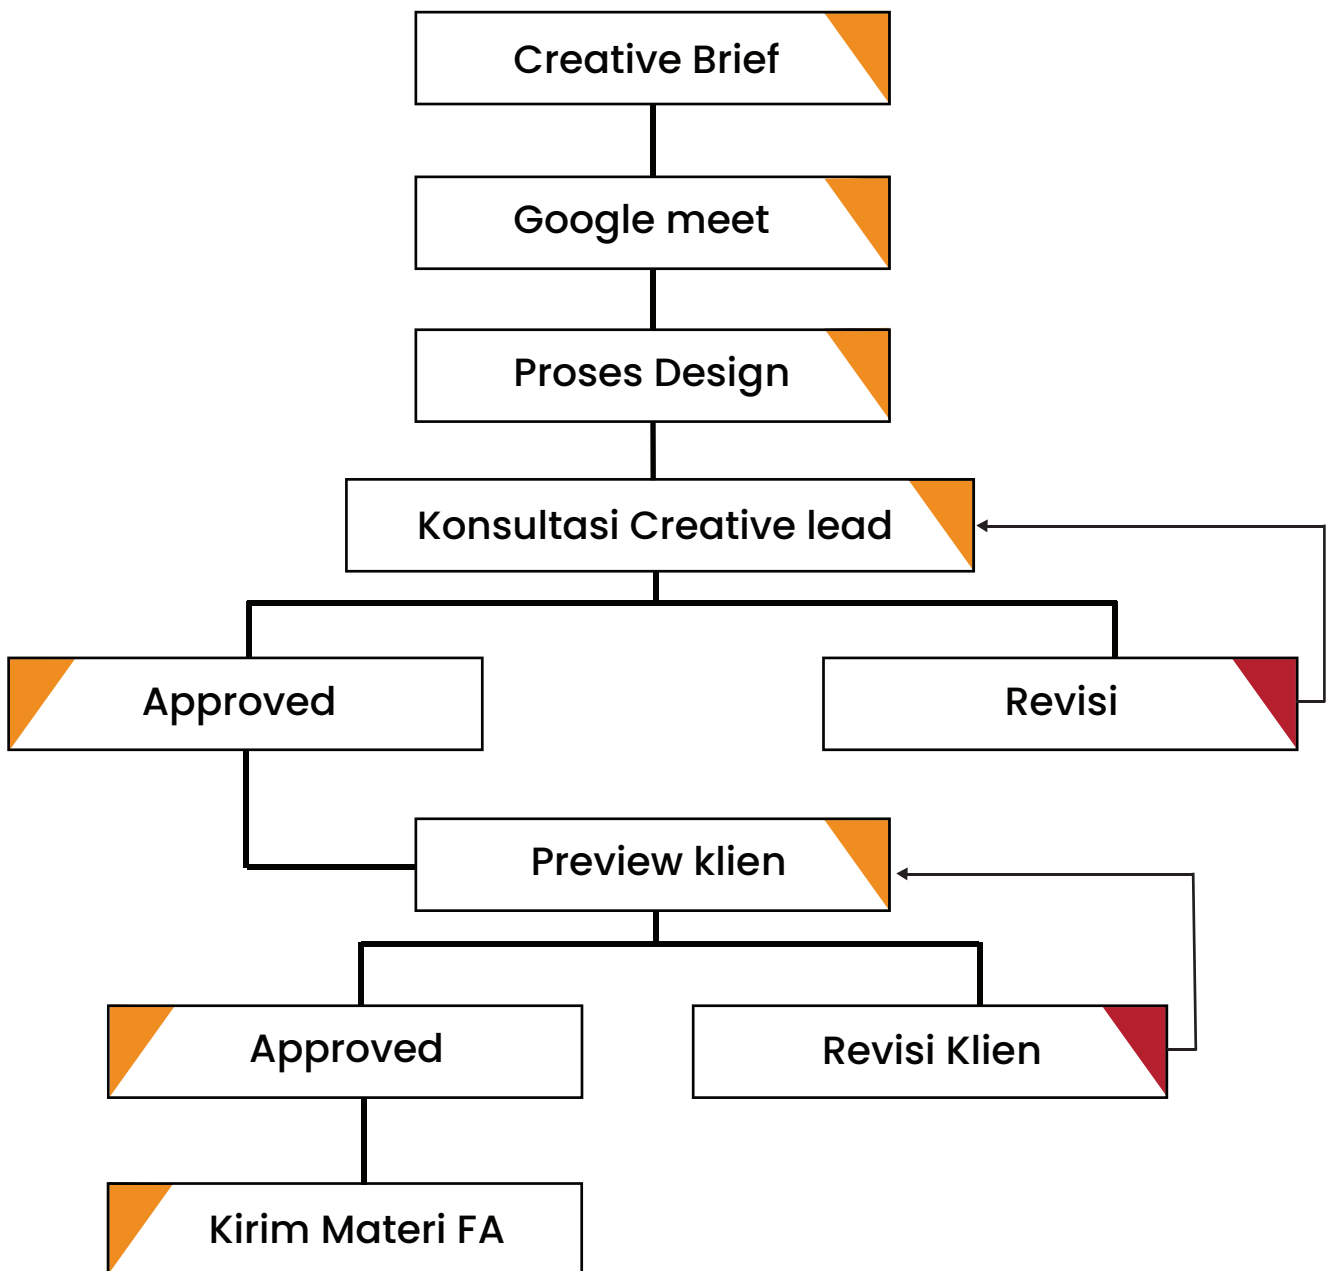 Creative Brief
Google meet
Proses Design
Konsultasi Creative lead
Approved
Revisi
Preview klien
Approved
Revisi Klien
Kirim Materi FA